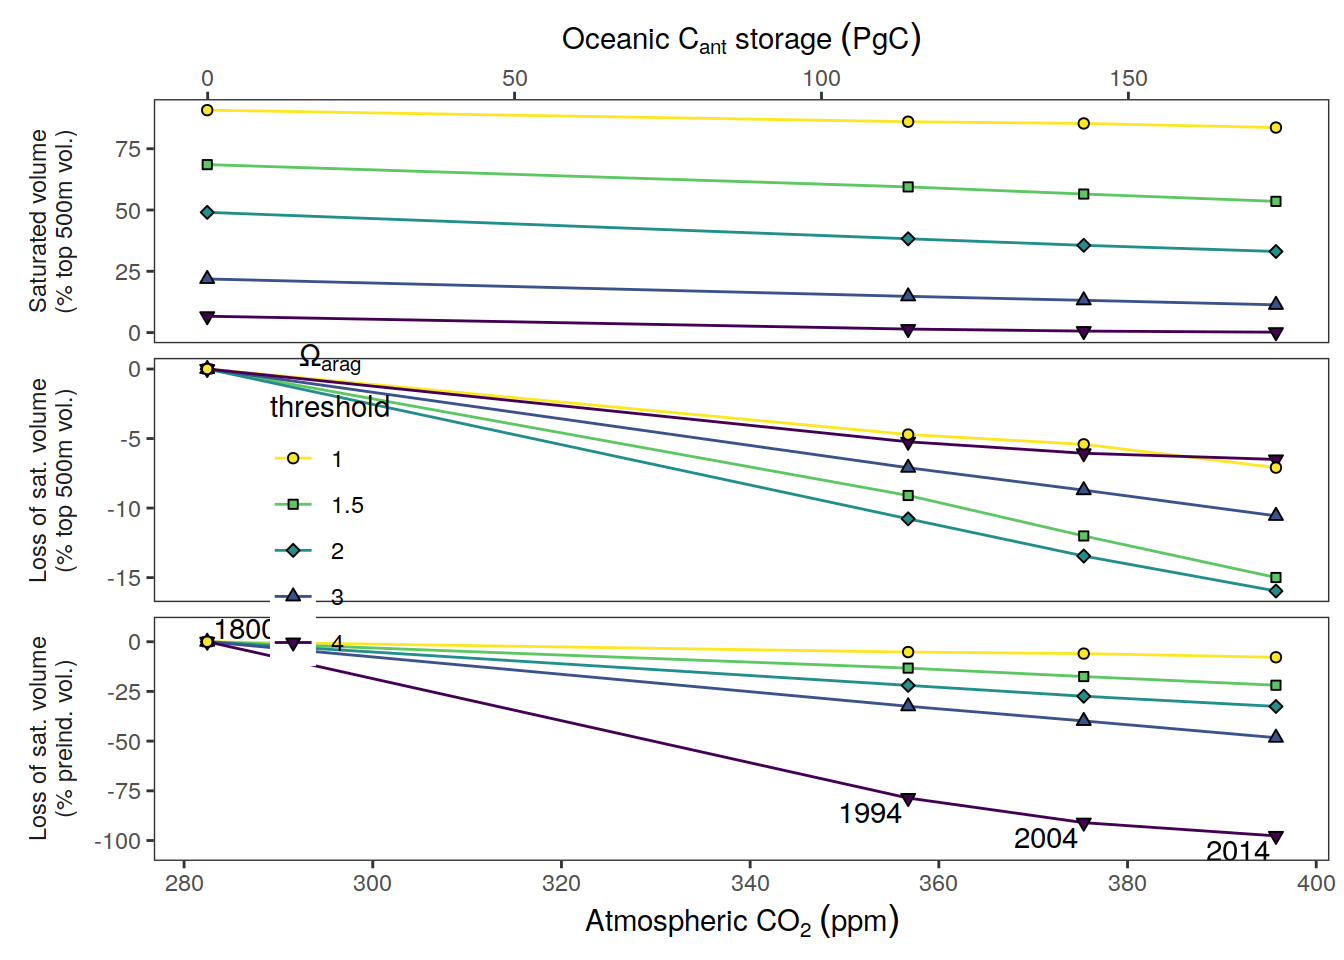 Oceanic Cant storage (PgC)
0 50 100 150
Saturated volume
(% top 500m vol.)
75
50
25
0
Loss of sat. volume
(% top 500m vol.)
0
-5
-10
-15
Ωarag
threshold
1
1.5
2
3
4
Loss of sat. volume
(% preInd. vol.)
0
-25
-50
-75
-100
1800
1994
2004
2014
280 300 320 340 360 380 400
Atmospheric CO2 (ppm)